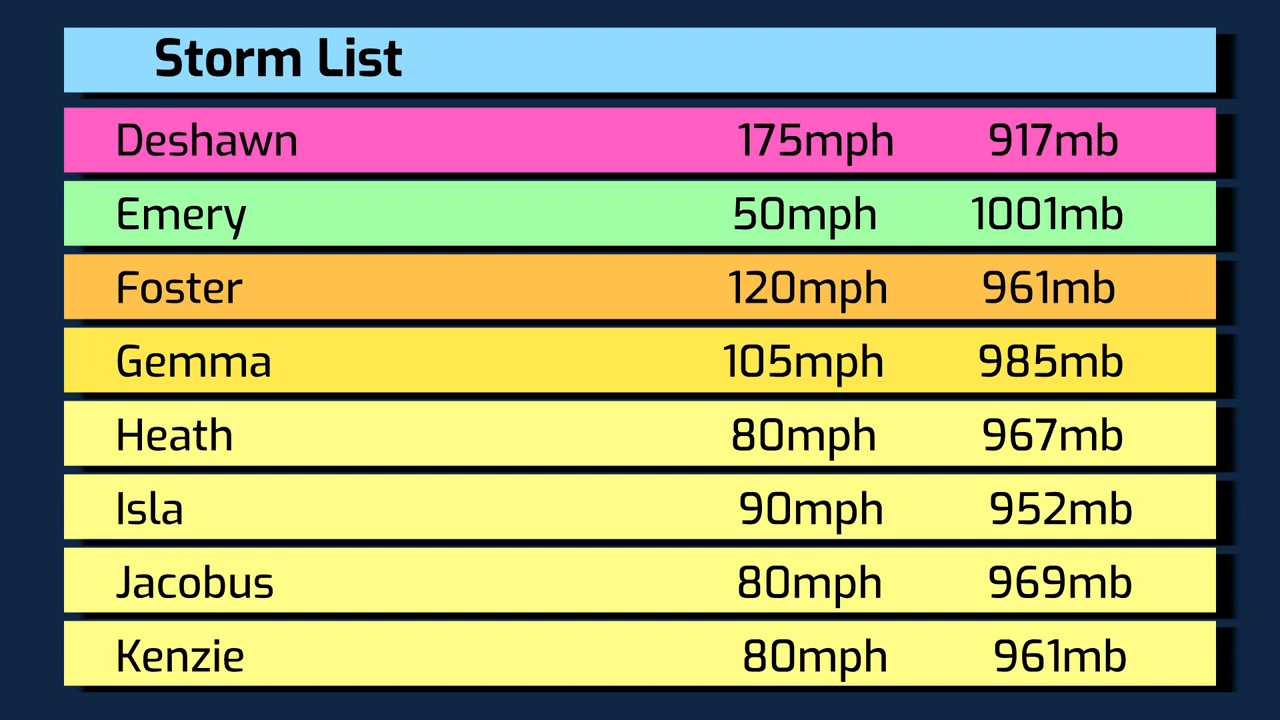 Storm List
Deshawn 175mph 917mb
Emery 50mph 1001mb
Foster 120mph 961mb
Gemma 105mph 985mb
Heath 80mph 967mb
Isla 90mph 952mb
Jacobus 80mph 969mb
Kenzie 80mph 961mb